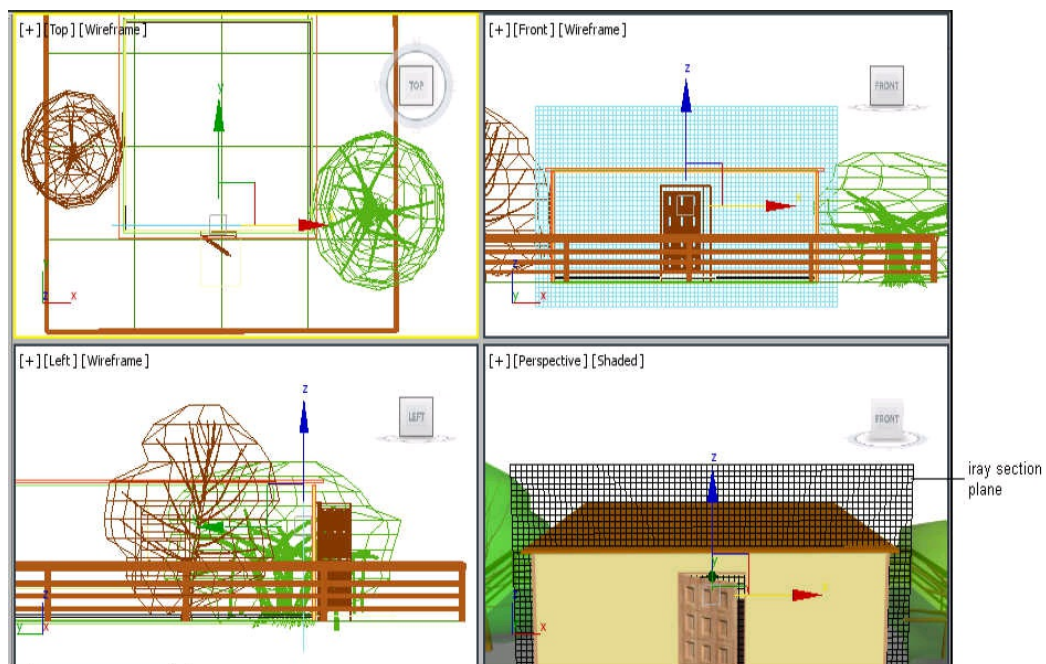 [+] [Top] [Wireframe]
TOP
y
x
z
x
y
[+] [Front] [Wireframe]
FRONT
z
x
z
y
x
[+] [Left] [Wireframe]
LEFT
z
z
y
[+] [Perspective] [Shaded]
FRONT
z
y
x
z
x
iray section
plane